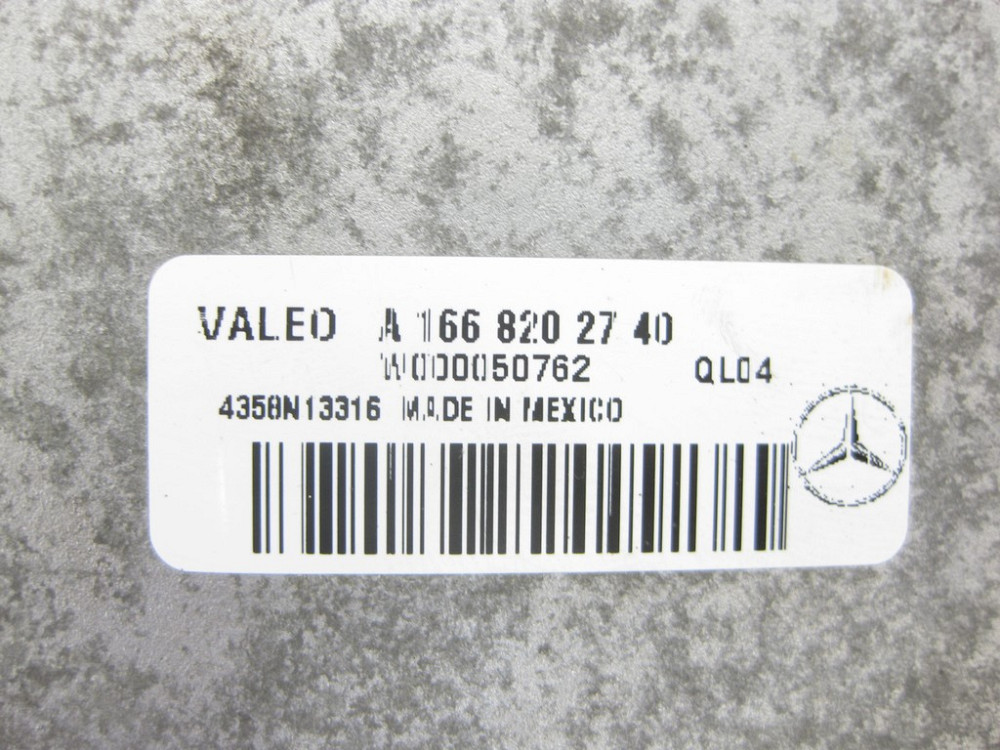 VALEO A 166 820 27 40
W000050762 QL04
4358N13316 MADE IN MEXICO